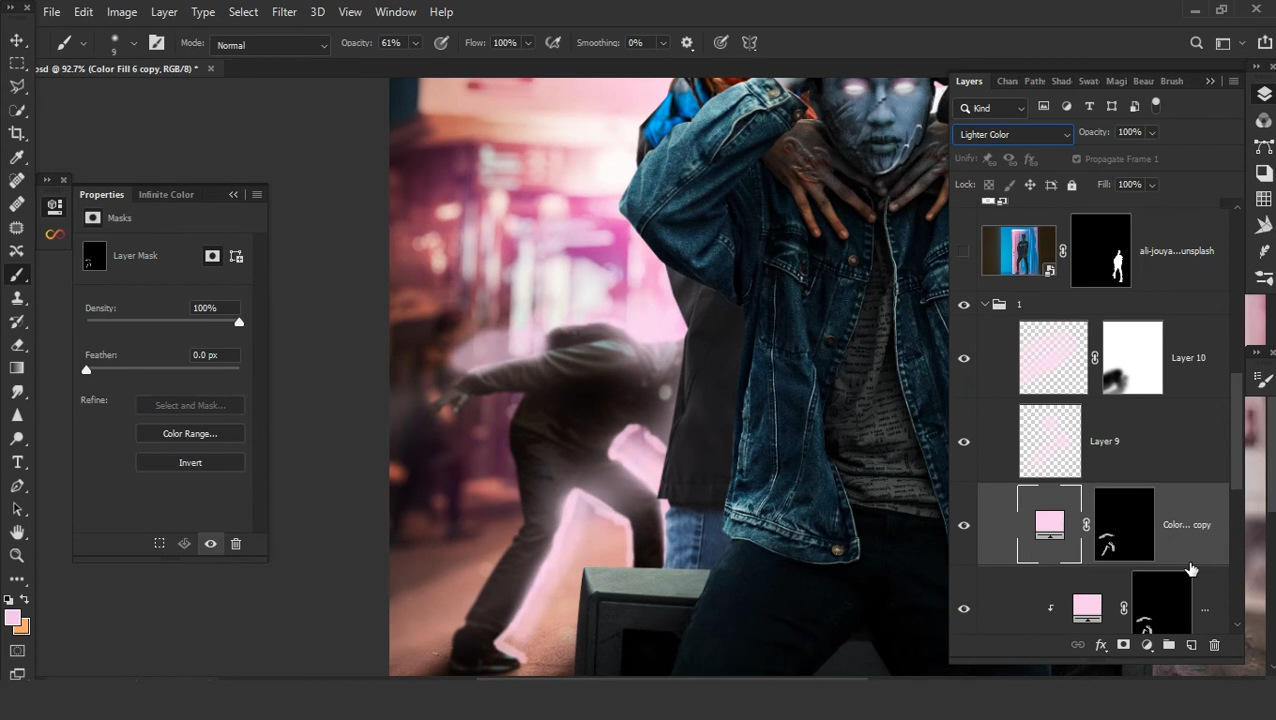 File Edit Image Layer Type Select Filter 3D View Window Help
9 Mode: Normal Opacity: 61% Flow: 100% Smoothing: 0%
psd @ 92.7% (Color Fill 6 copy, RGB/8) *
Properties Infinite Color
Masks
Layer Mask
Density: 100%
Feather: 0.0 px
Refine: Select and Mask...
Color Range...
Invert
Layers Chan Path Shad Swat Magi Beau Brush
Kind
Lighter Color Opacity: 100%
Unify: Propagate Frame 1
Lock: Fill: 100%
ali-jouya...unsplash
1
Layer 10
Layer 9
Color... copy
...
fx